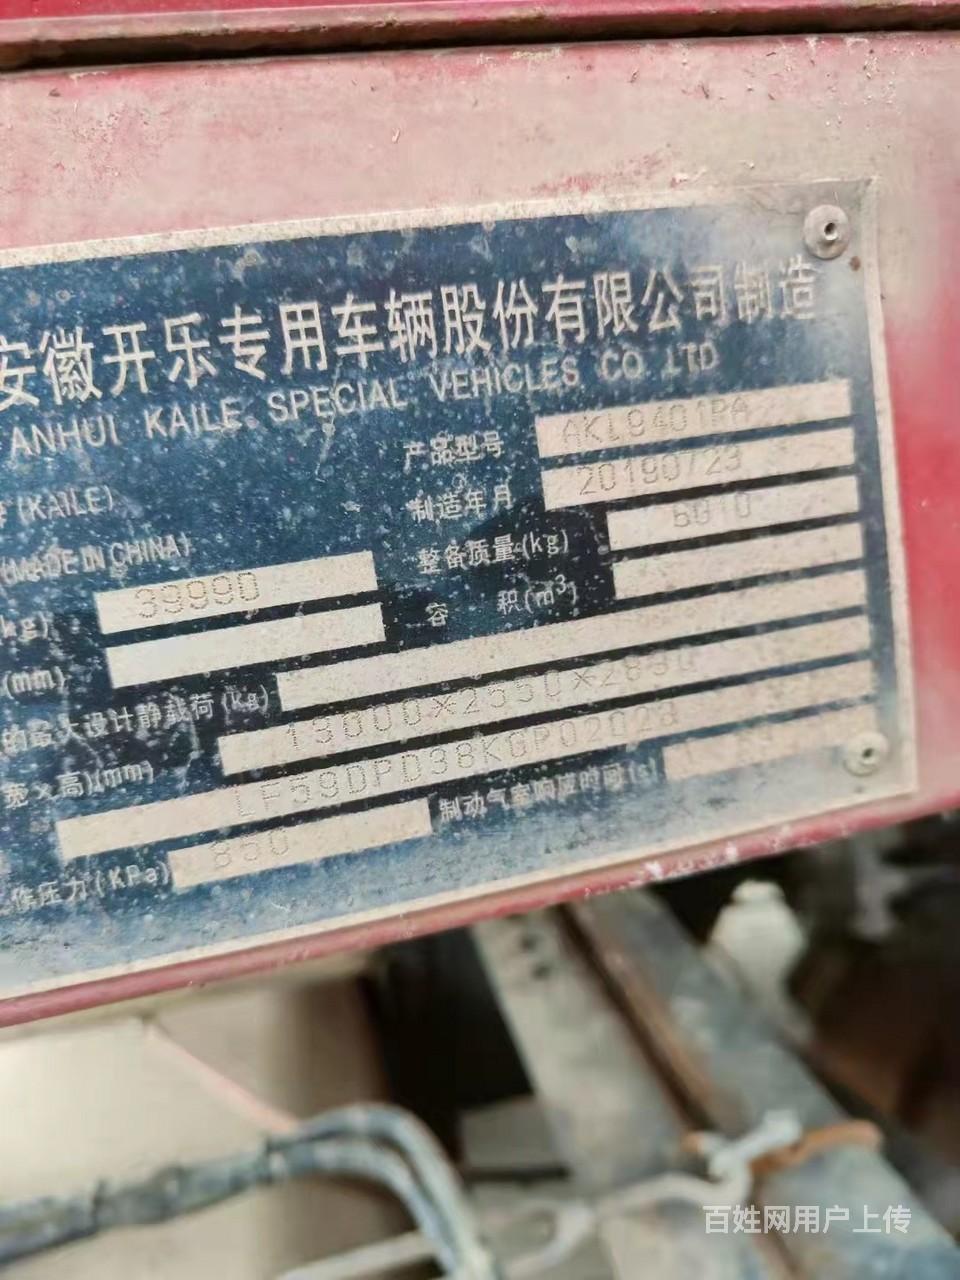 安徽开乐专用车辆股份有限公司制造
ANHUI KAILE SPECIAL VEHICLES CO LTD
(KAILE) 产品型号 AKL9401PA
(MADE IN CHINA) 制造年月 20190723
整备质量(kg) 6010
kg) 39990 容 积(m³)
(mm)
的最大设计静载荷(kg)
宽×高)(mm) 13000×2550×2830
LF59DPD38KGP02023
作压力(KPa) 850 制动气室响应时间(s)
百姓网用户上传